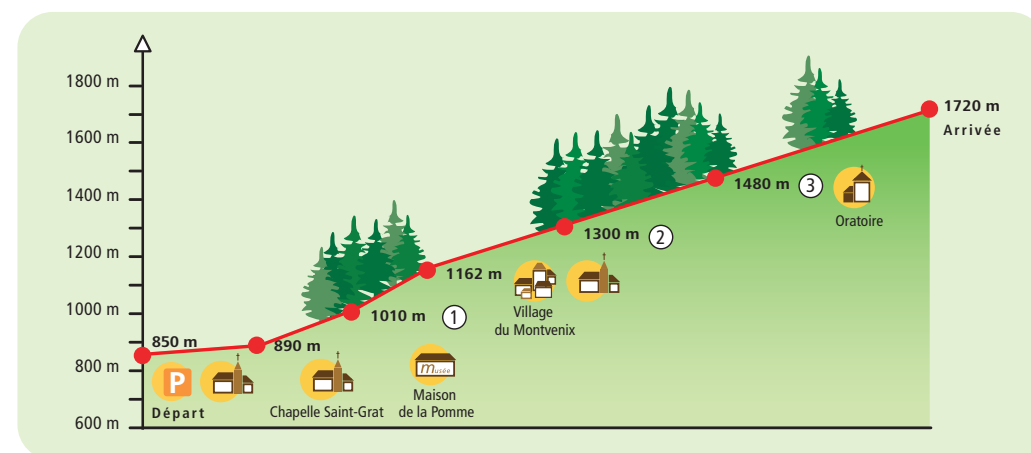 1800 m
1600 m
1400 m
1200 m
1000 m
800 m
600 m
850 m
P
Départ
890 m
Chapelle Saint-Grat
1010 m
1
musée
Maison
de la Pomme
1162 m
Village
du Montvenix
1300 m
2
1480 m
3
Oratoire
1720 m
Arrivée